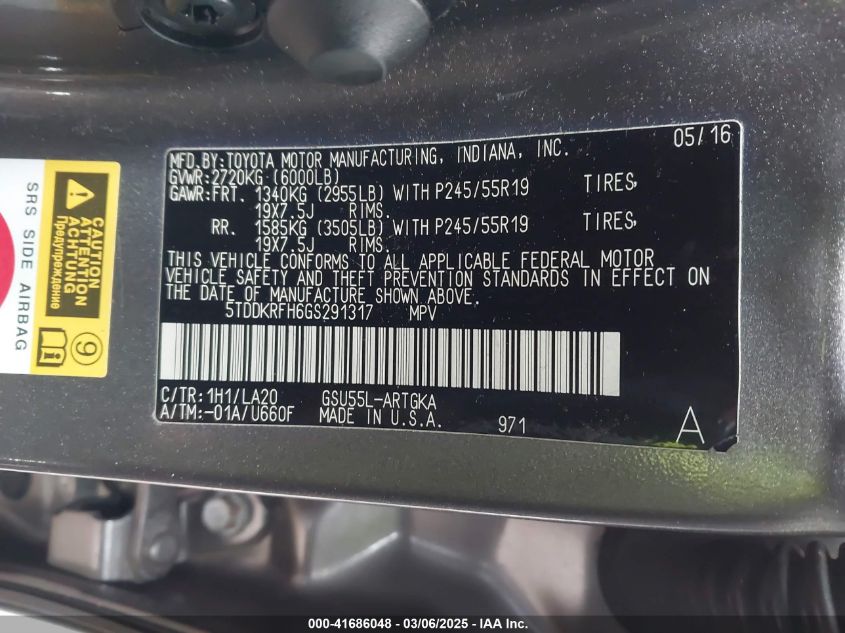 05/16
MFD.BY:TOYOTA MOTOR MANUFACTURING, INDIANA, INC.
GVWR:2720KG (6000LB)
GAWR:FRT. 1340KG (2955LB) WITH P245/55R19 TIRES,
19X7.5J RIMS.
RR. 1585KG (3505LB) WITH P245/55R19 TIRES,
19X7.5J RIMS.
THIS VEHICLE CONFORMS TO ALL APPLICABLE FEDERAL MOTOR
VEHICLE SAFETY AND THEFT PREVENTION STANDARDS IN EFFECT ON
THE DATE OF MANUFACTURE SHOWN ABOVE.
5TDDKRFH6GS291317 MPV
C/TR:1H1/LA20 GSU55L-ARTGKA
A/TM:-01A/U660F MADE IN U.S.A. 971 A
SRS SIDE AIRBAG
CAUTION
ATTENTION
ACHTUNG
Предупреждение
9
000-41686048 - 03/06/2025 - IAA Inc.